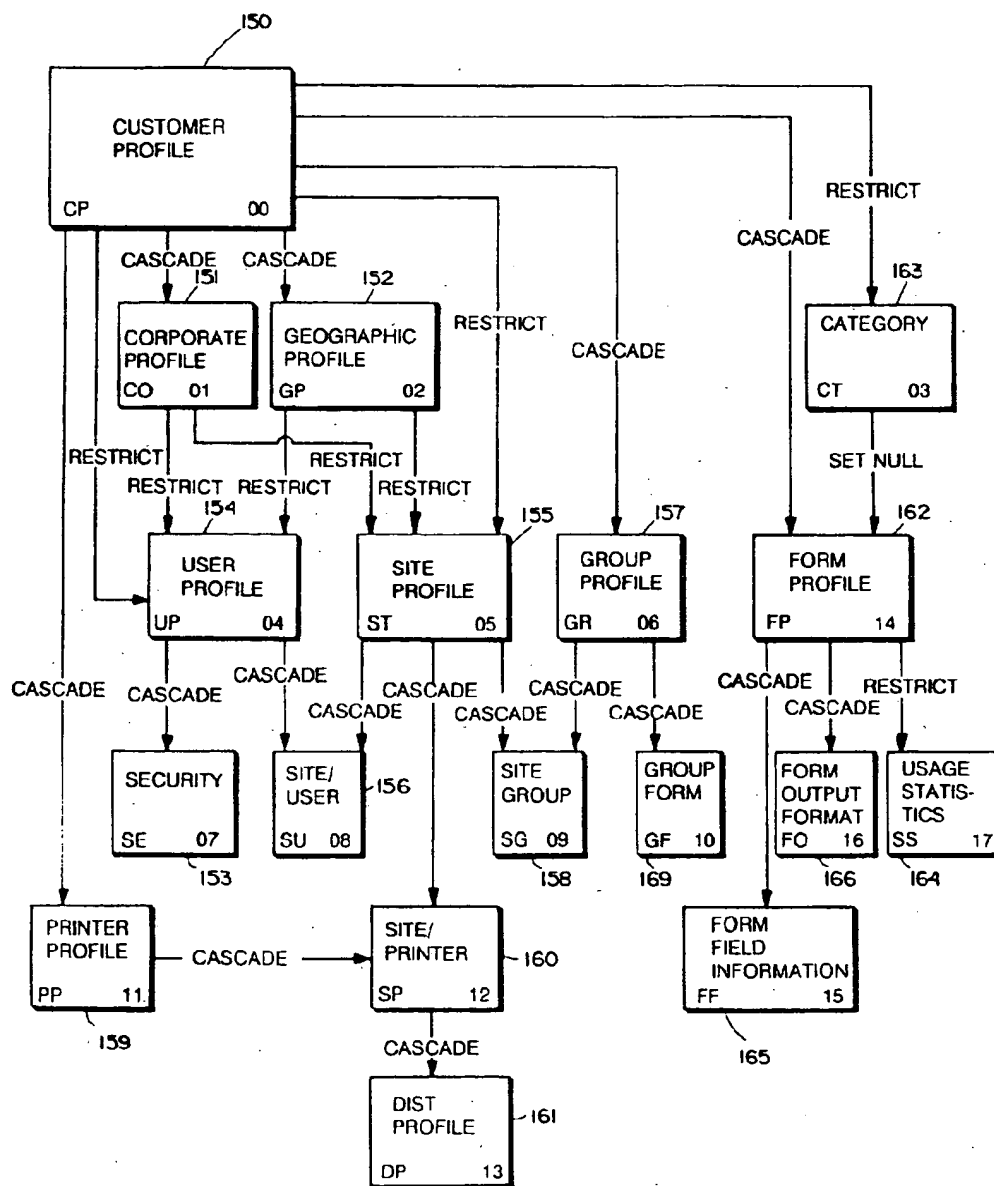 150
CUSTOMER
PROFILE
CP 00
RESTRICT
CASCADE
CASCADE
CASCADE
151
152
163
RESTRICT
CASCADE
CORPORATE
PROFILE
CO 01
GEOGRAPHIC
PROFILE
GP 02
CATEGORY
CT 03
RESTRICT
RESTRICT
SET NULL
RESTRICT
RESTRICT
RESTRICT
154
155
157
162
USER
PROFILE
UP 04
SITE
PROFILE
ST 05
GROUP
PROFILE
GR 06
FORM
PROFILE
FP 14
CASCADE
CASCADE
CASCADE
CASCADE
CASCADE
CASCADE
CASCADE
CASCADE
CASCADE
RESTRICT
SECURITY
SE 07
153
SITE/
USER
SU 08
156
SITE
GROUP
SG 09
158
GROUP
FORM
GF 10
169
FORM
OUTPUT
FORMAT
FO 16
166
USAGE
STATIS-
TICS
SS 17
164
PRINTER
PROFILE
PP 11
159
CASCADE
SITE/
PRINTER
SP 12
160
FORM
FIELD
INFORMATION
FF 15
165
CASCADE
DIST
PROFILE
DP 13
161